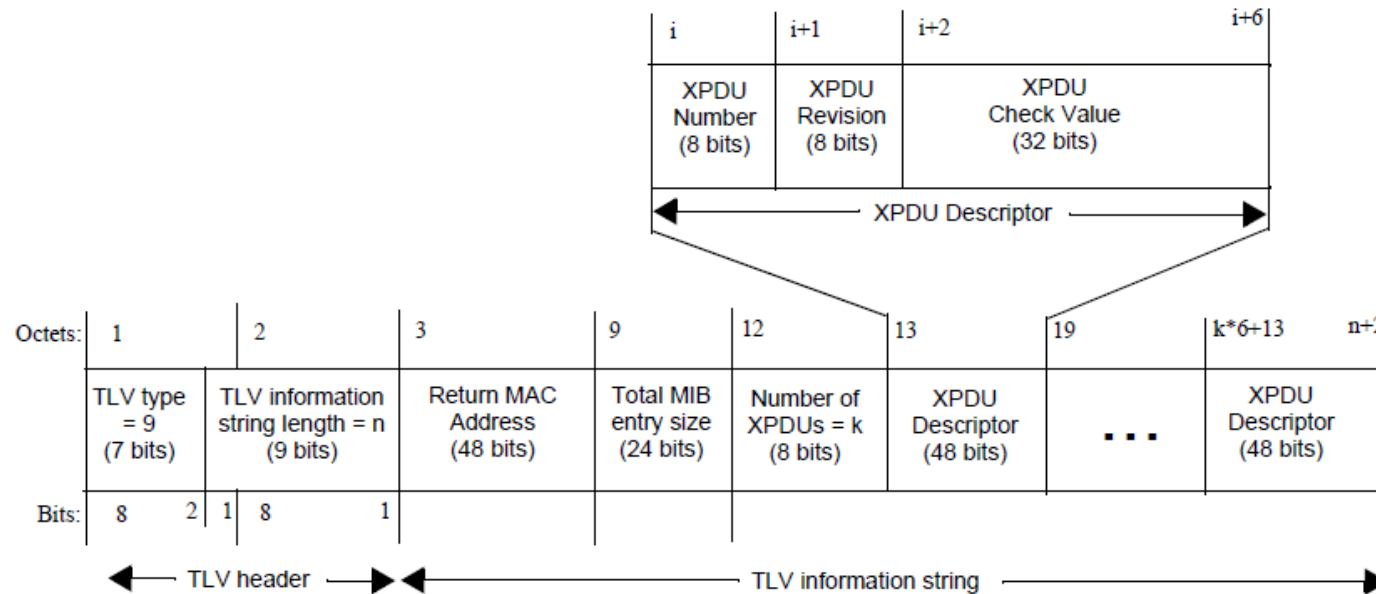 i i+1 i+2 i+6
XPDU Number (8 bits)
XPDU Revision (8 bits)
XPDU Check Value (32 bits)
XPDU Descriptor
Octets: 1 2 3 9 12 13 19 k*6+13 n+2
TLV type = 9 (7 bits)
TLV information string length = n (9 bits)
Return MAC Address (48 bits)
Total MIB entry size (24 bits)
Number of XPDUs = k (8 bits)
XPDU Descriptor (48 bits)
...
XPDU Descriptor (48 bits)
Bits: 8 2 1 8 1
TLV header
TLV information string